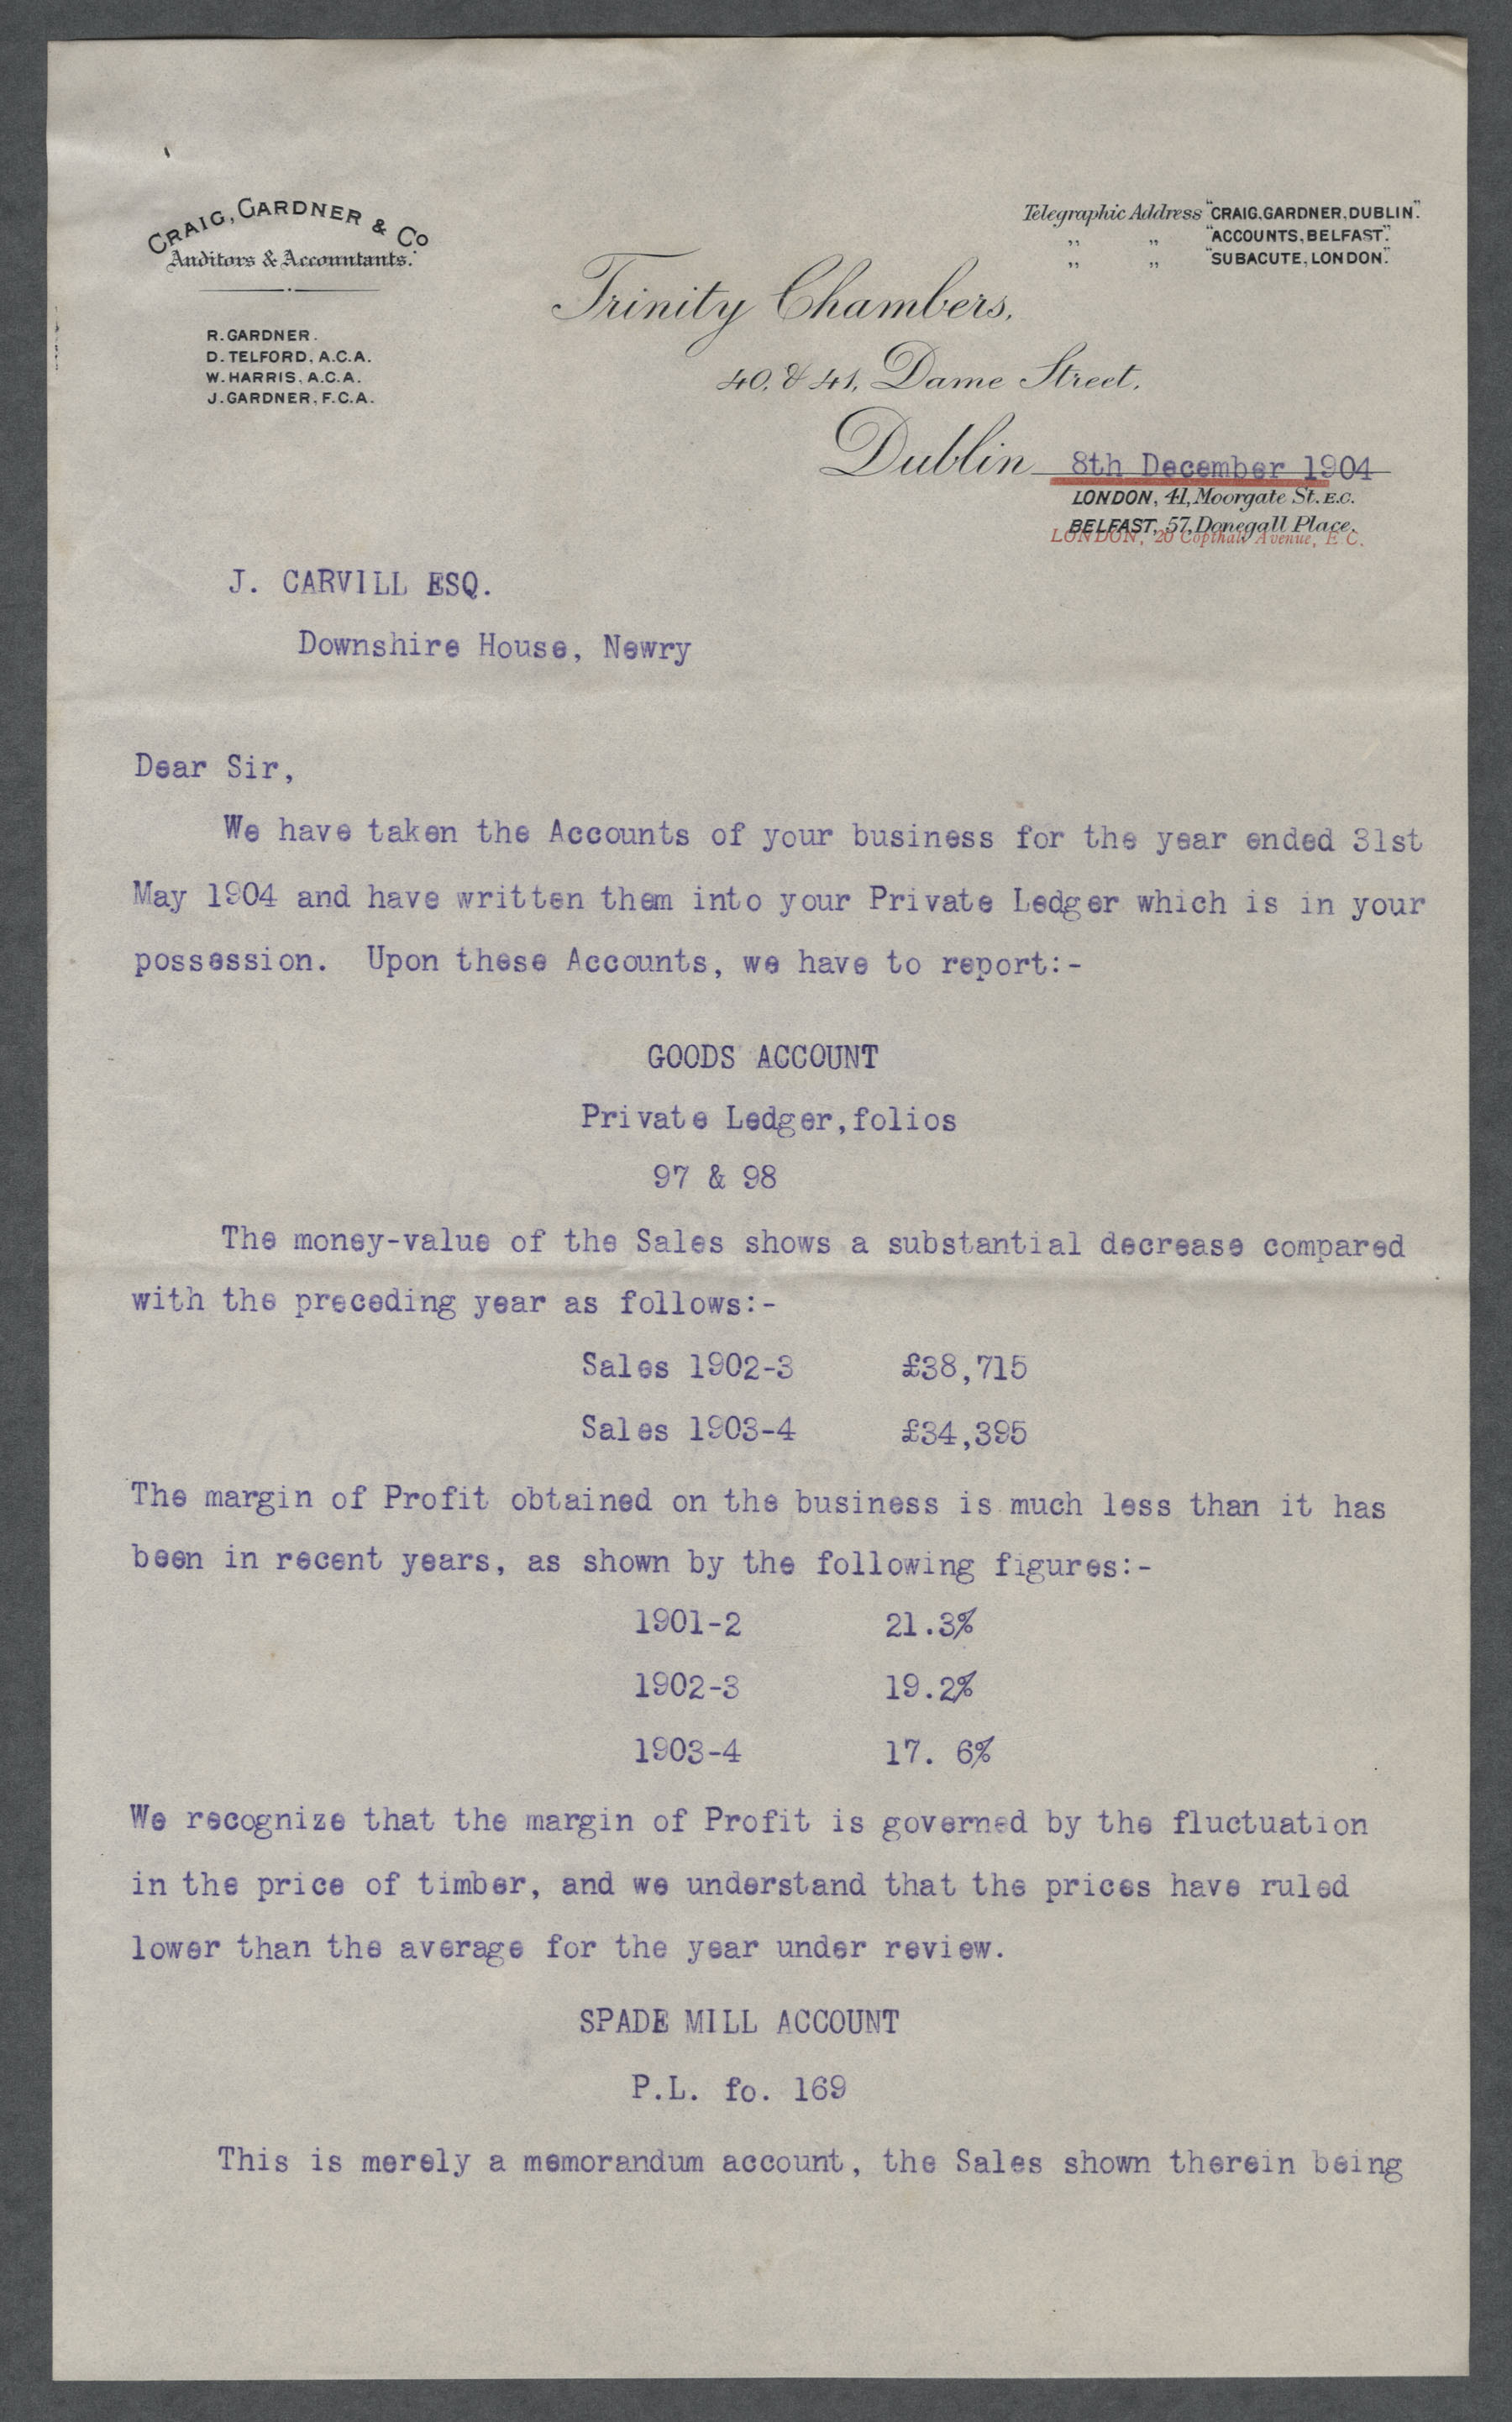 CRAIG, GARDNER & Co
Auditors & Accountants.
R. GARDNER.
D. TELFORD, A.C.A.
W. HARRIS, A.C.A.
J. GARDNER, F.C.A.
Telegraphic Address "CRAIG, GARDNER, DUBLIN".
,, ,, "ACCOUNTS, BELFAST".
,, ,, "SUBACUTE, LONDON".
Trinity Chambers,
40, & 41, Dame Street,
Dublin 8th December 1904
LONDON, 41, Moorgate St. E.C.
BELFAST, 57, Donegall Place.
LONDON, 20 Copthall Avenue, E C.
J. CARVILL ESQ.
Downshire House, Newry
Dear Sir,
We have taken the Accounts of your business for the year ended 31st
May 1904 and have written them into your Private Ledger which is in your
possession. Upon these Accounts, we have to report:-
GOODS ACCOUNT
Private Ledger,folios
97 & 98
The money-value of the Sales shows a substantial decrease compared
with the preceding year as follows:-
Sales 1902-3 £38,715
Sales 1903-4 £34,395
The margin of Profit obtained on the business is much less than it has
been in recent years, as shown by the following figures:-
1901-2 21.3%
1902-3 19.2%
1903-4 17. 6%
We recognize that the margin of Profit is governed by the fluctuation
in the price of timber, and we understand that the prices have ruled
lower than the average for the year under review.
SPADE MILL ACCOUNT
P.L. fo. 169
This is merely a memorandum account, the Sales shown therein being